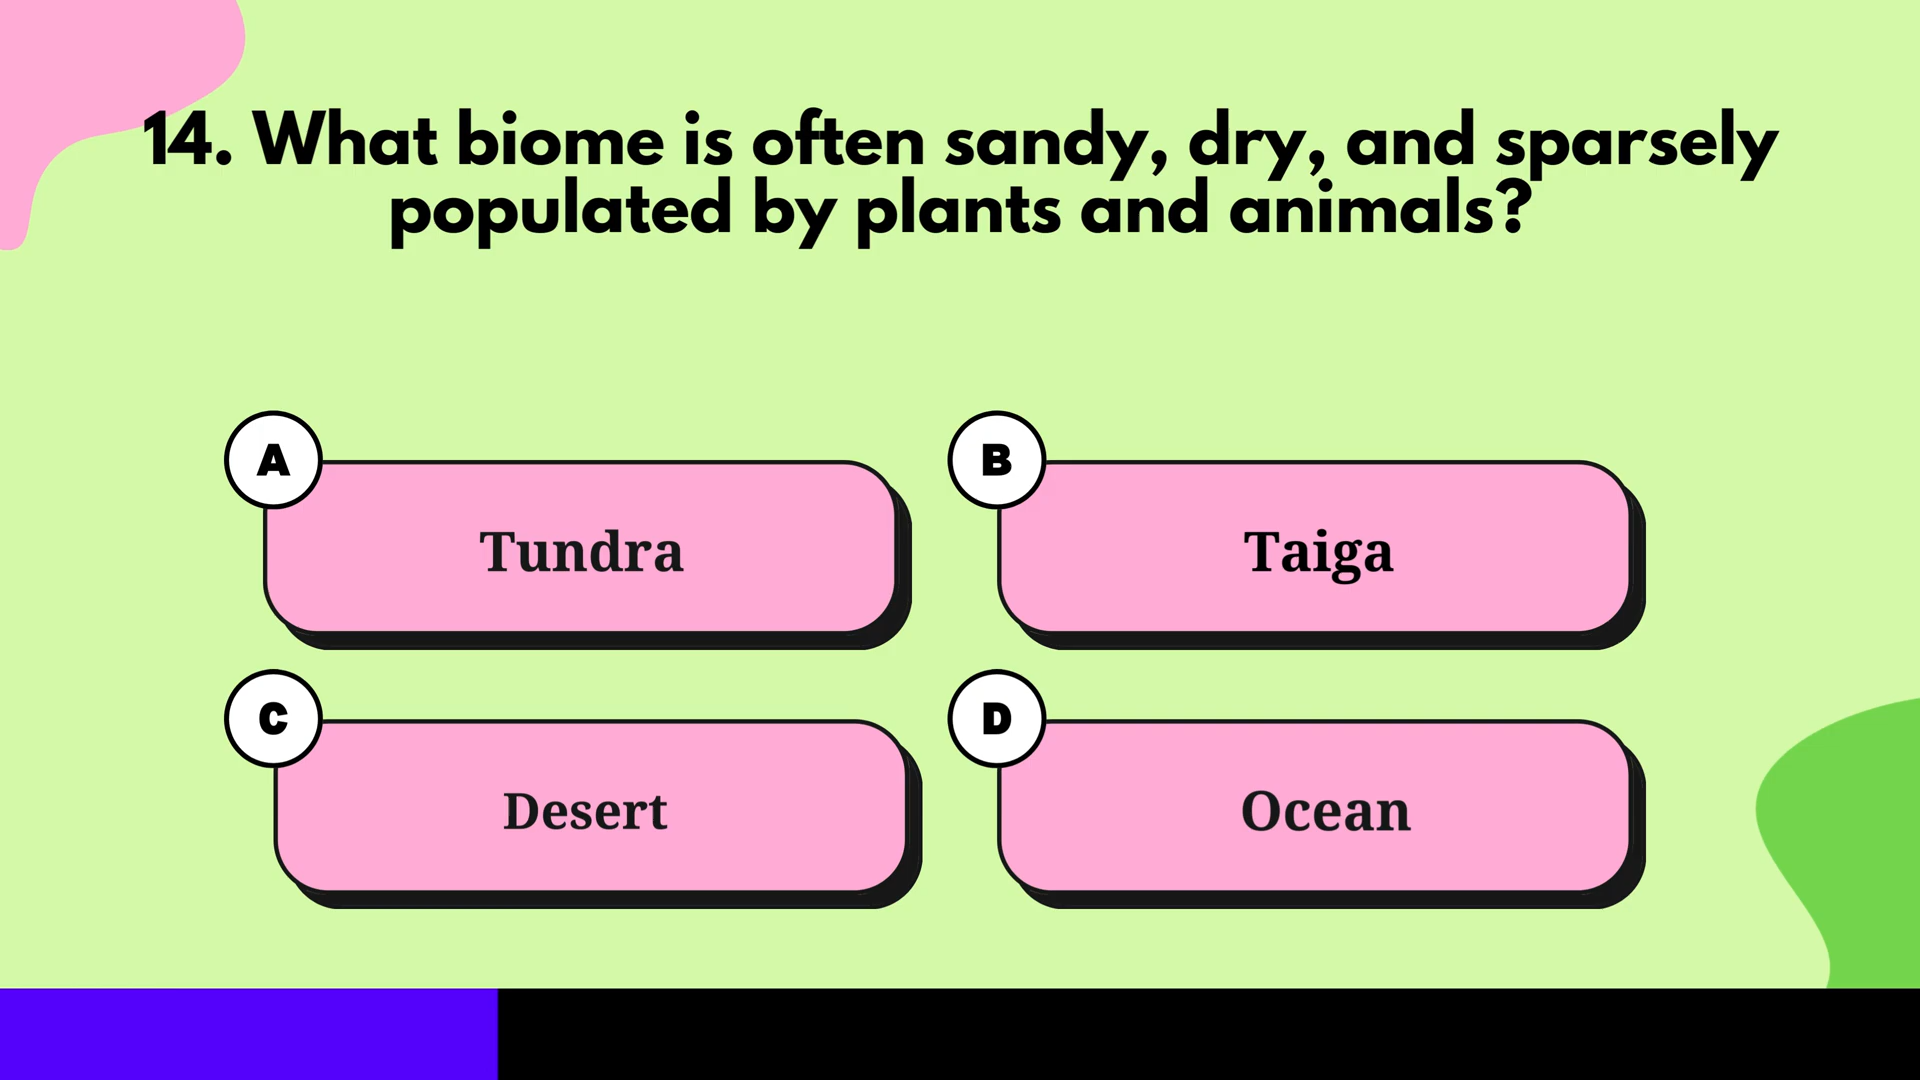 14. What biome is often sandy, dry, and sparsely
populated by plants and animals?
A
Tundra
B
Taiga
C
Desert
D
Ocean